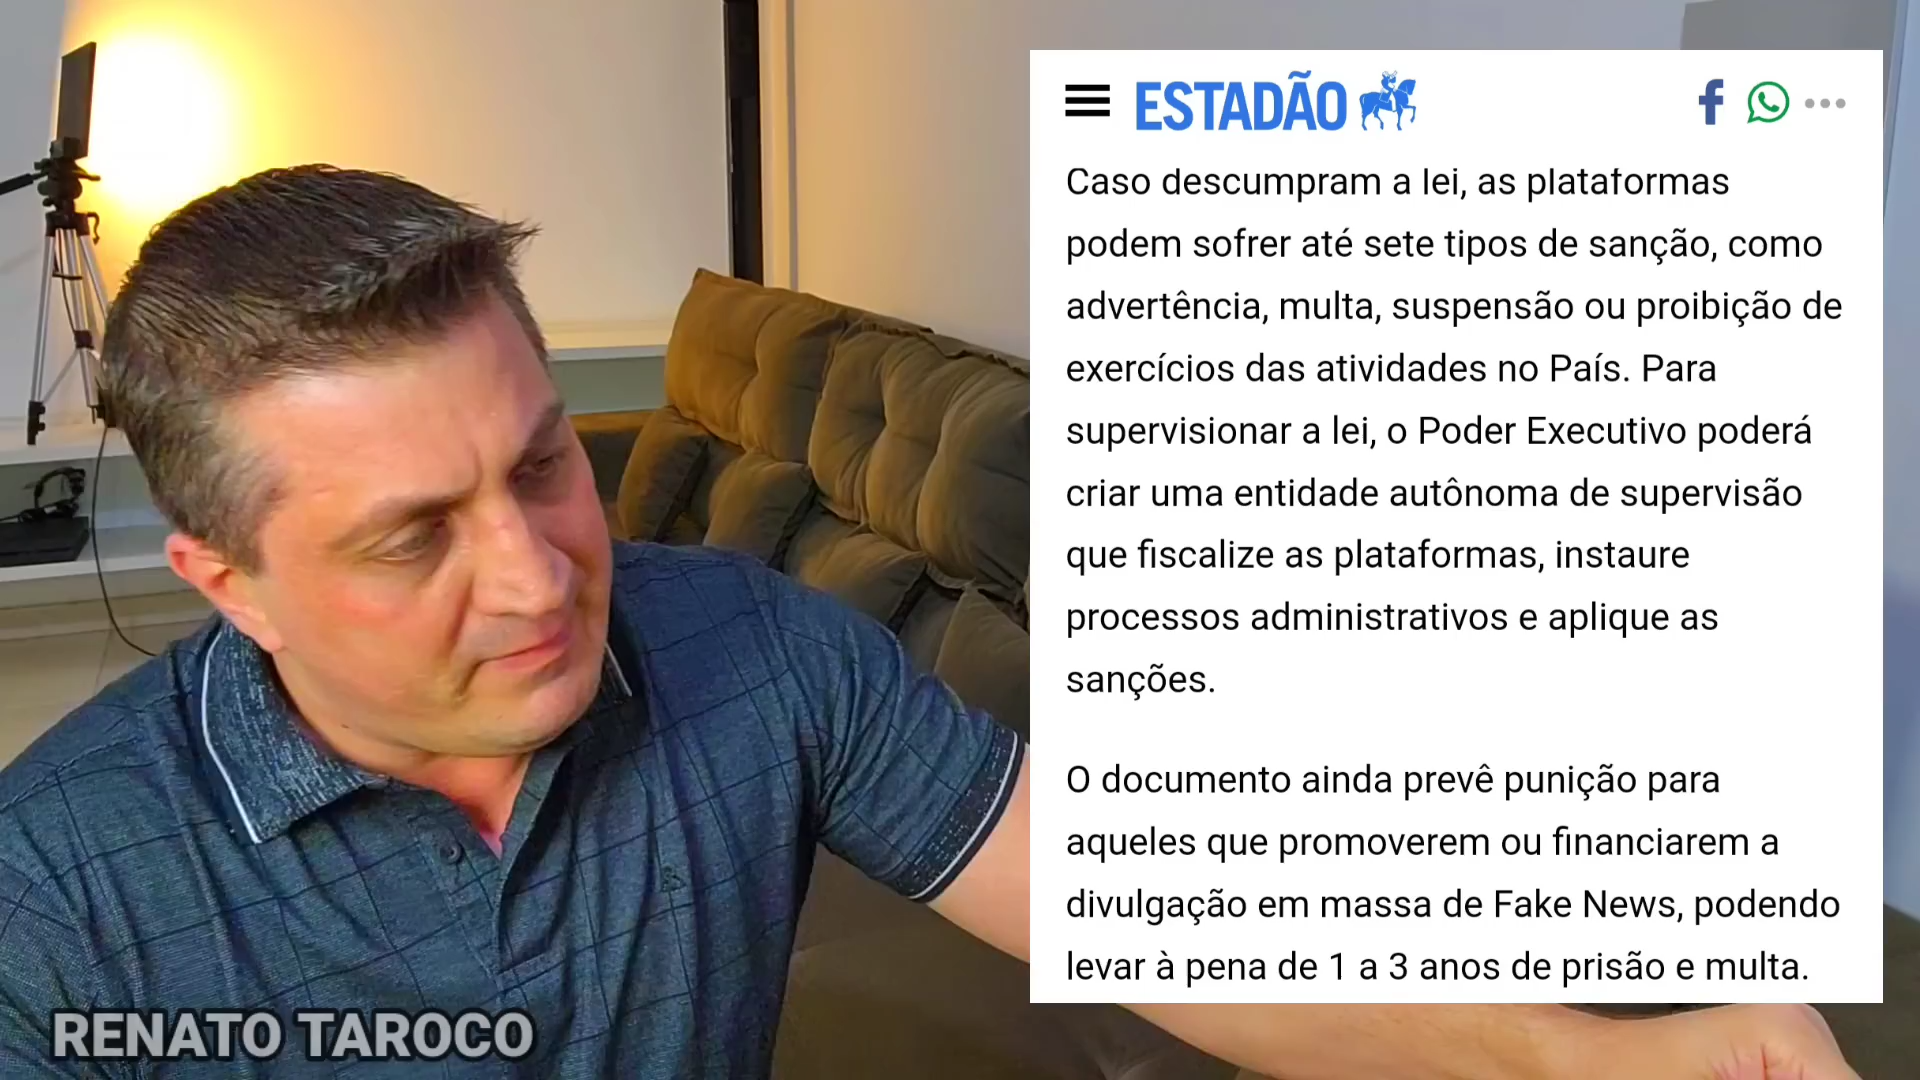 ESTADÃO
Caso descumpram a lei, as plataformas
podem sofrer até sete tipos de sanção, como
advertência, multa, suspensão ou proibição de
exercícios das atividades no País. Para
supervisionar a lei, o Poder Executivo poderá
criar uma entidade autônoma de supervisão
que fiscalize as plataformas, instaure
processos administrativos e aplique as
sanções.
O documento ainda prevê punição para
aqueles que promoverem ou financiarem a
divulgação em massa de Fake News, podendo
levar à pena de 1 a 3 anos de prisão e multa.
RENATO TAROCO